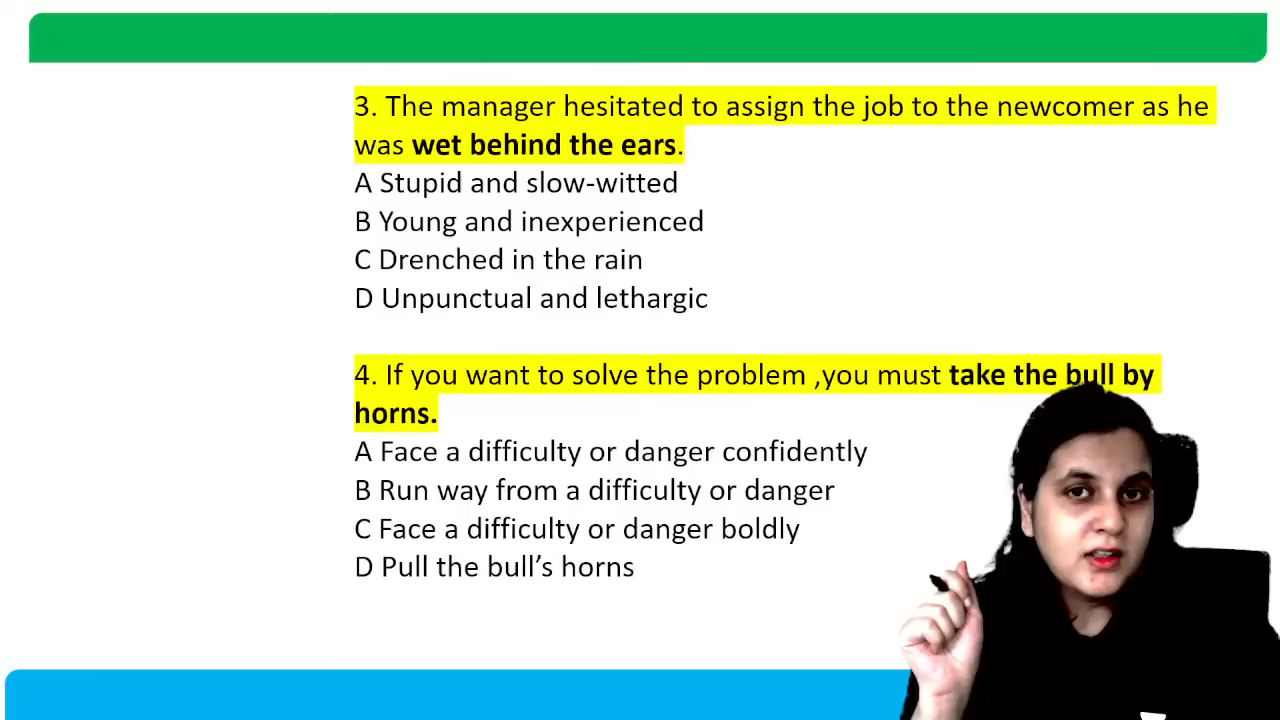 3. The manager hesitated to assign the job to the newcomer as he
was wet behind the ears.
A Stupid and slow-witted
B Young and inexperienced
C Drenched in the rain
D Unpunctual and lethargic
4. If you want to solve the problem ,you must take the bull by
horns.
A Face a difficulty or danger confidently
B Run way from a difficulty or danger
C Face a difficulty or danger boldly
D Pull the bull’s horns